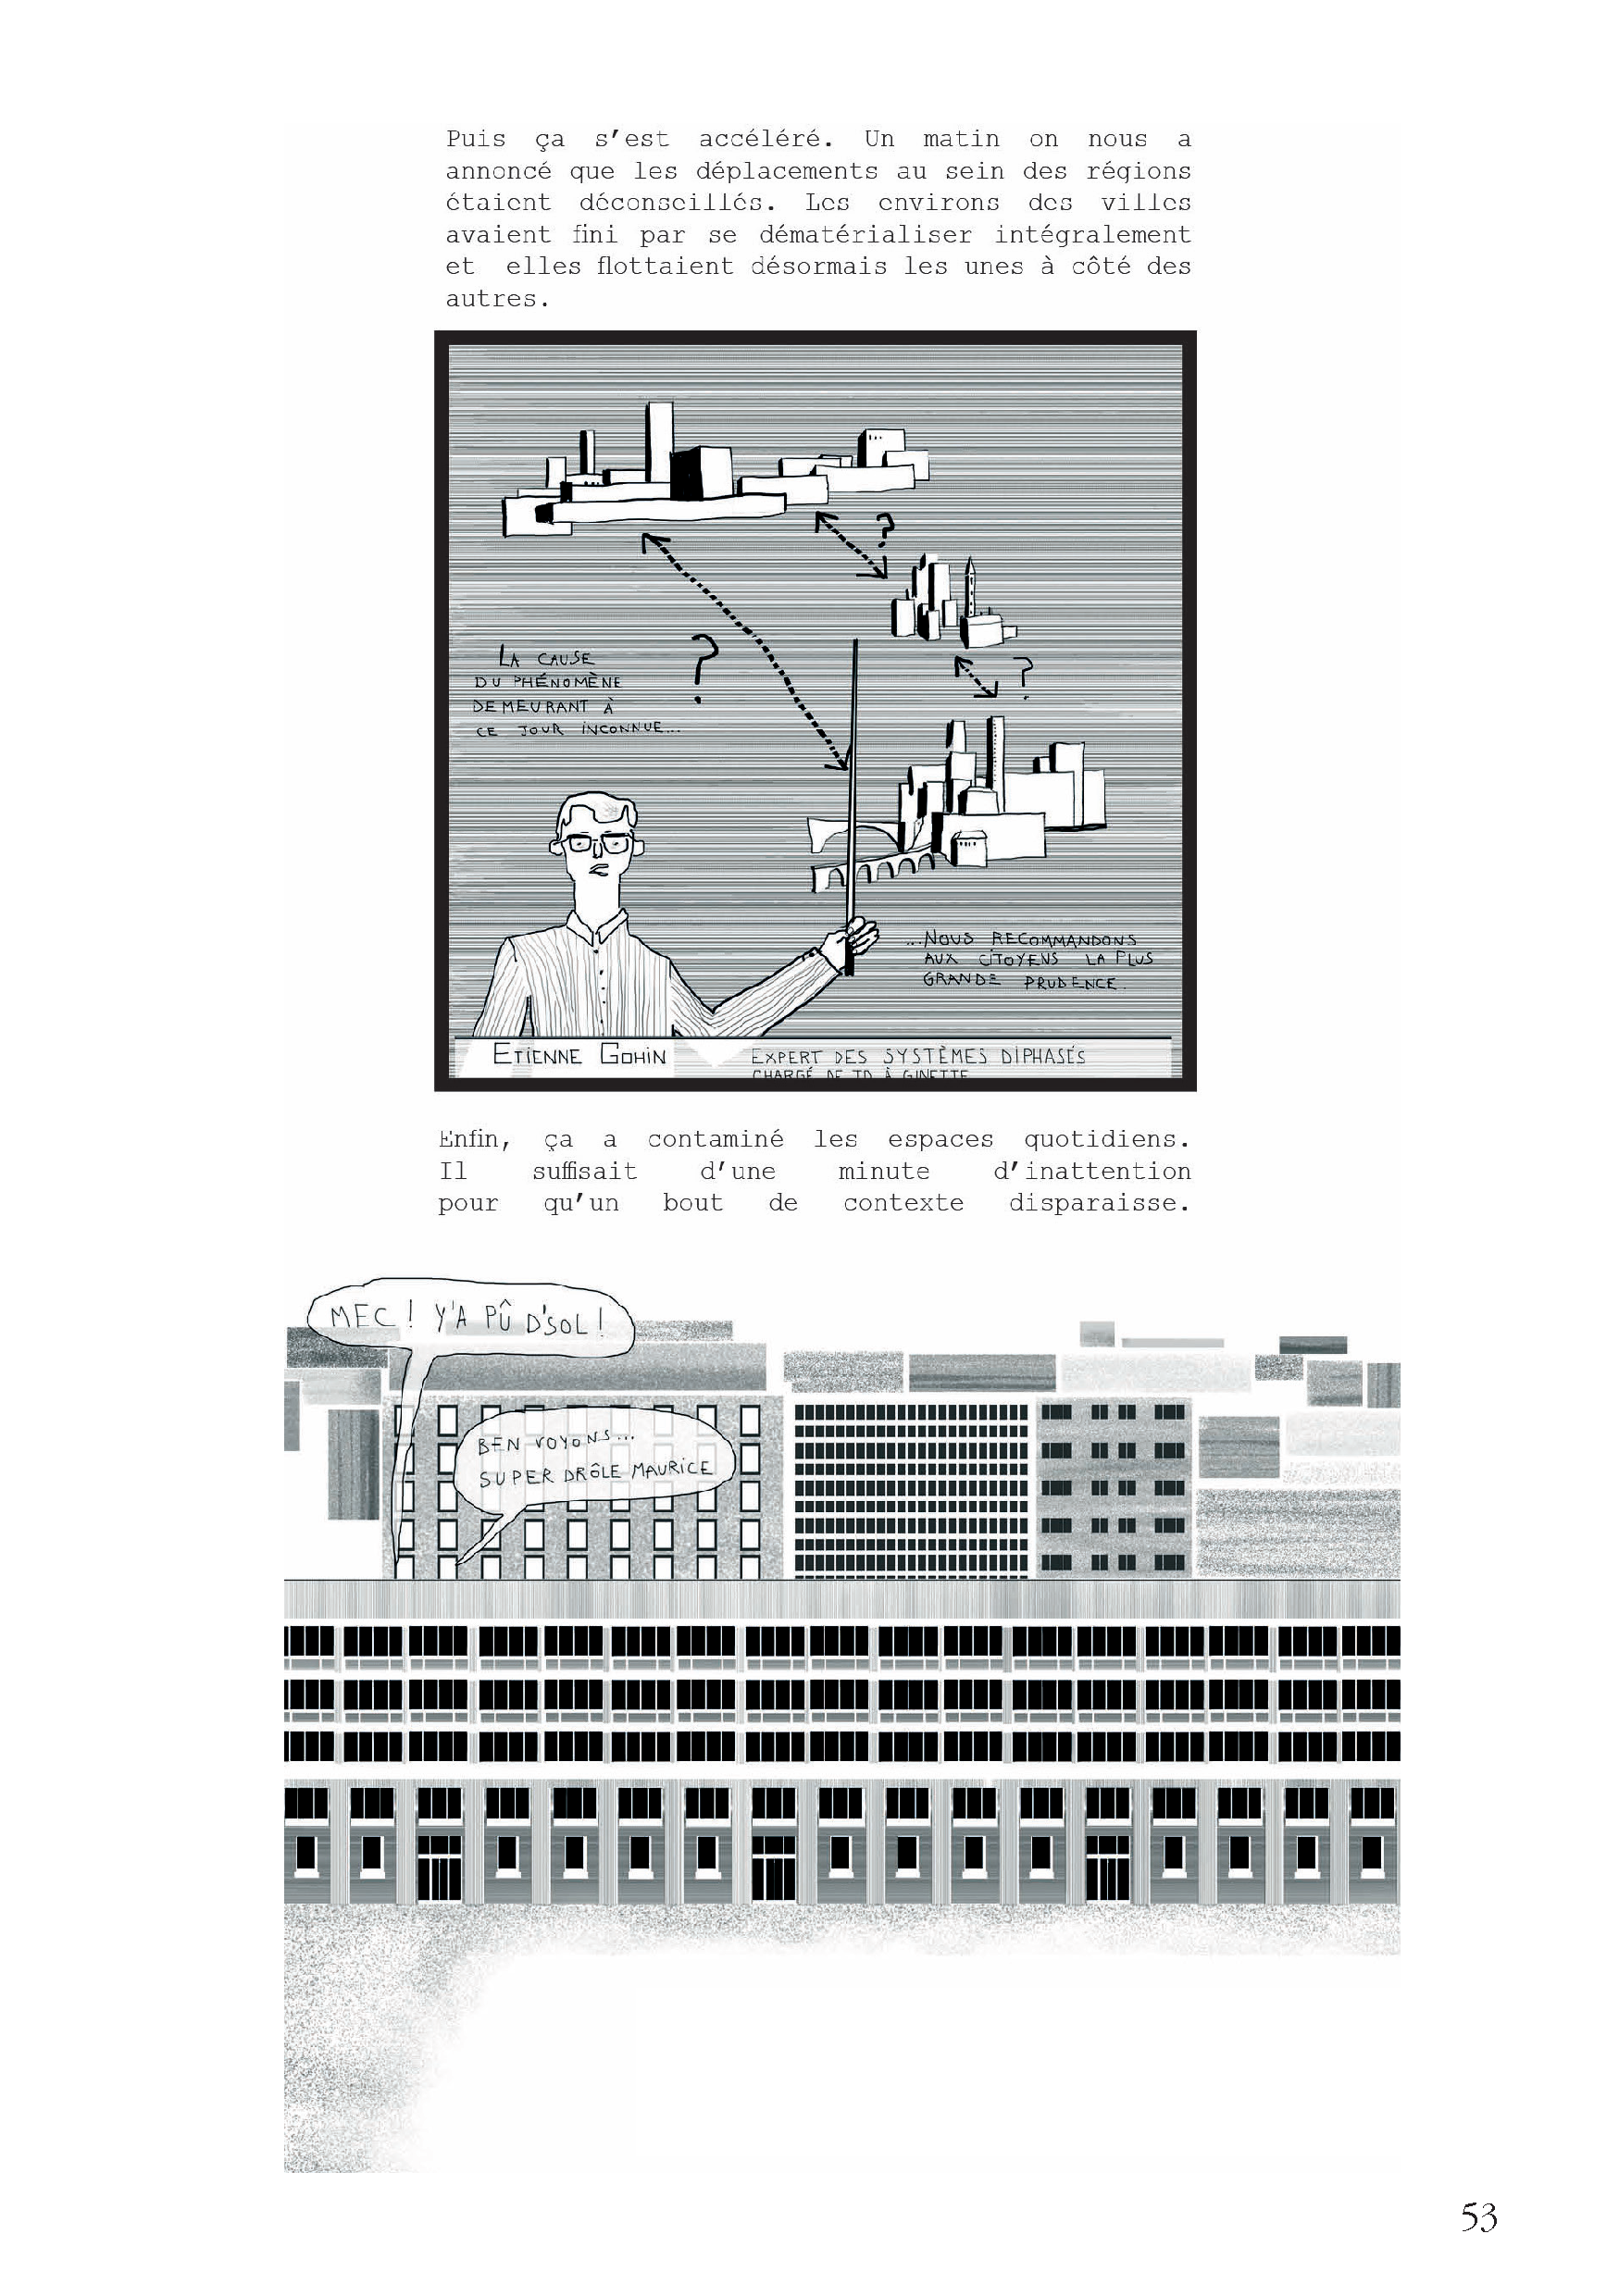 Puis ça s'est accéléré. Un matin on nous a
annoncé que les déplacements au sein des régions
étaient déconseillés. Les environs des villes
avaient fini par se dématérialiser intégralement
et elles flottaient désormais les unes à côté des
autres.
?
?
?
LA CAUSE
DU PHÉNOMÈNE
DEMEURANT À
CE JOUR INCONNUE...
...NOUS RECOMMANDONS
AUX CITOYENS LA PLUS
GRANDE PRUDENCE.
ETIENNE GOHIN
EXPERT DES SYSTÈMES DIPHASÉS
CHARGÉ DE TD À GINETTE
Enfin, ça a contaminé les espaces quotidiens.
Il suffisait d'une minute d'inattention
pour qu'un bout de contexte disparaisse.
MEC ! Y'A PÛ D'SOL !
BEN VOYONS...
SUPER DRÔLE MAURICE
53